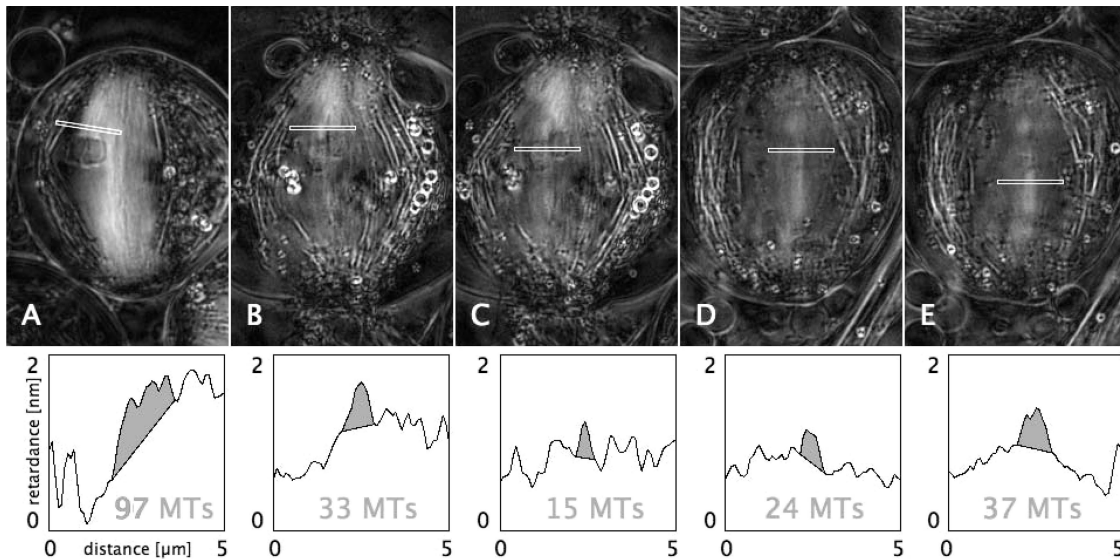 A B C D E
2 2 2 2 2
retardance [nm]
97 MTs 33 MTs 15 MTs 24 MTs 37 MTs
0 0 0 0 0
0 distance [µm] 5 0 5 0 5 0 5 0 5